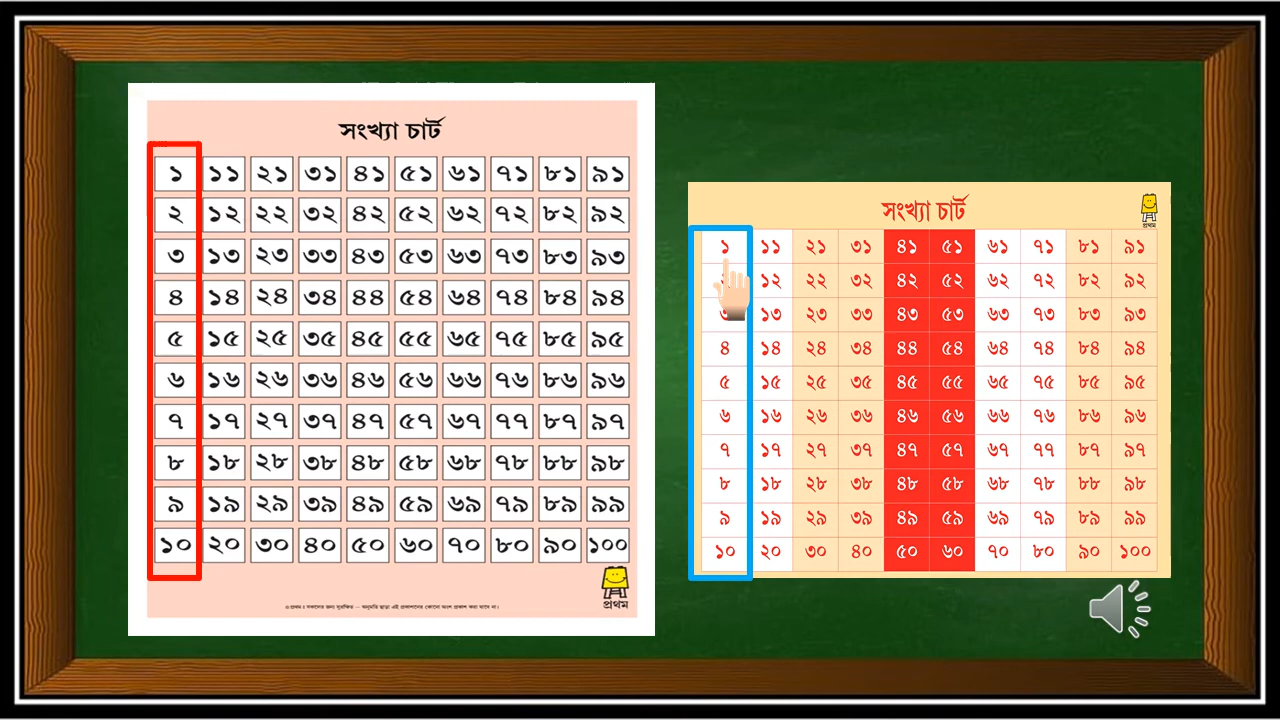 সংখ্যা চার্ট
১ ১১ ২১ ৩১ ৪১ ৫১ ৬১ ৭১ ৮১ ৯১
২ ১২ ২২ ৩২ ৪২ ৫২ ৬২ ৭২ ৮২ ৯২
৩ ১৩ ২৩ ৩৩ ৪৩ ৫৩ ৬৩ ৭৩ ৮৩ ৯৩
৪ ১৪ ২৪ ৩৪ ৪৪ ৫৪ ৬৪ ৭৪ ৮৪ ৯৪
৫ ১৫ ২৫ ৩৫ ৪৫ ৫৫ ৬৫ ৭৫ ৮৫ ৯৫
৬ ১৬ ২৬ ৩৬ ৪৬ ৫৬ ৬৬ ৭৬ ৮৬ ৯৬
৭ ১৭ ২৭ ৩৭ ৪৭ ৫৭ ৬৭ ৭৭ ৮৭ ৯৭
৮ ১৮ ২৮ ৩৮ ৪৮ ৫৮ ৬৮ ৭৮ ৮৮ ৯৮
৯ ১৯ ২৯ ৩৯ ৪৯ ৫৯ ৬৯ ৭৯ ৮৯ ৯৯
১০ ২০ ৩০ ৪০ ৫০ ৬০ ৭০ ৮০ ৯০ ১০০
প্রথম
সংখ্যা চার্ট
প্রথম
১ ১১ ২১ ৩১ ৪১ ৫১ ৬১ ৭১ ৮১ ৯১
১২ ২২ ৩২ ৪২ ৫২ ৬২ ৭২ ৮২ ৯২
১৩ ২৩ ৩৩ ৪৩ ৫৩ ৬৩ ৭৩ ৮৩ ৯৩
৪ ১৪ ২৪ ৩৪ ৪৪ ৫৪ ৬৪ ৭৪ ৮৪ ৯৪
৫ ১৫ ২৫ ৩৫ ৪৫ ৫৫ ৬৫ ৭৫ ৮৫ ৯৫
৬ ১৬ ২৬ ৩৬ ৪৬ ৫৬ ৬৬ ৭৬ ৮৬ ৯৬
৭ ১৭ ২৭ ৩৭ ৪৭ ৫৭ ৬৭ ৭৭ ৮৭ ৯৭
৮ ১৮ ২৮ ৩৮ ৪৮ ৫৮ ৬৮ ৭৮ ৮৮ ৯৮
৯ ১৯ ২৯ ৩৯ ৪৯ ৫৯ ৬৯ ৭৯ ৮৯ ৯৯
১০ ২০ ৩০ ৪০ ৫০ ৬০ ৭০ ৮০ ৯০ ১০০